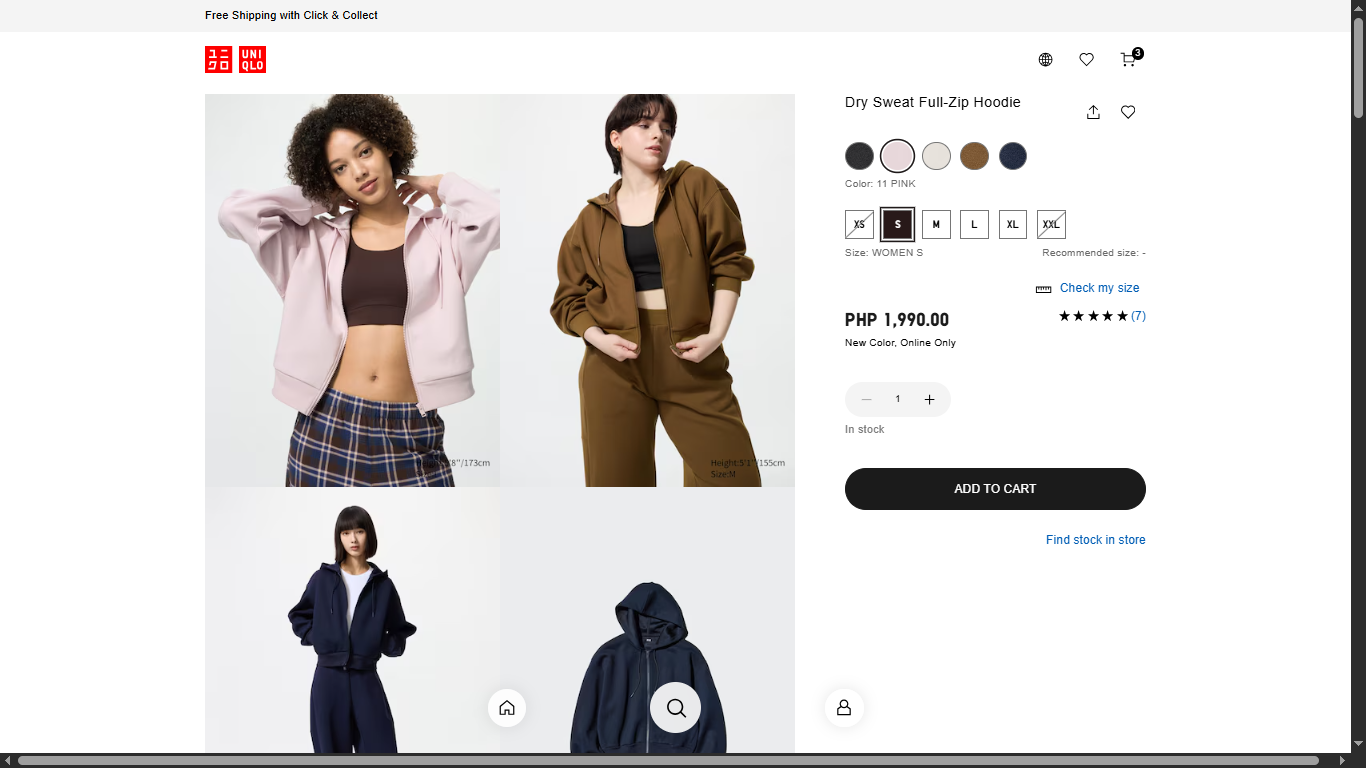 Free Shipping with Click & Collect
ユニ
クロ
UNI
QLO
3
Dry Sweat Full-Zip Hoodie
Color: 11 PINK
XS S M L XL XXL
Size: WOMEN S
Recommended size: -
Check my size
PHP 1,990.00
(7)
New Color, Online Only
1
In stock
ADD TO CART
Find stock in store
8"/173cm
Height:5'1"/155cm
Size:M